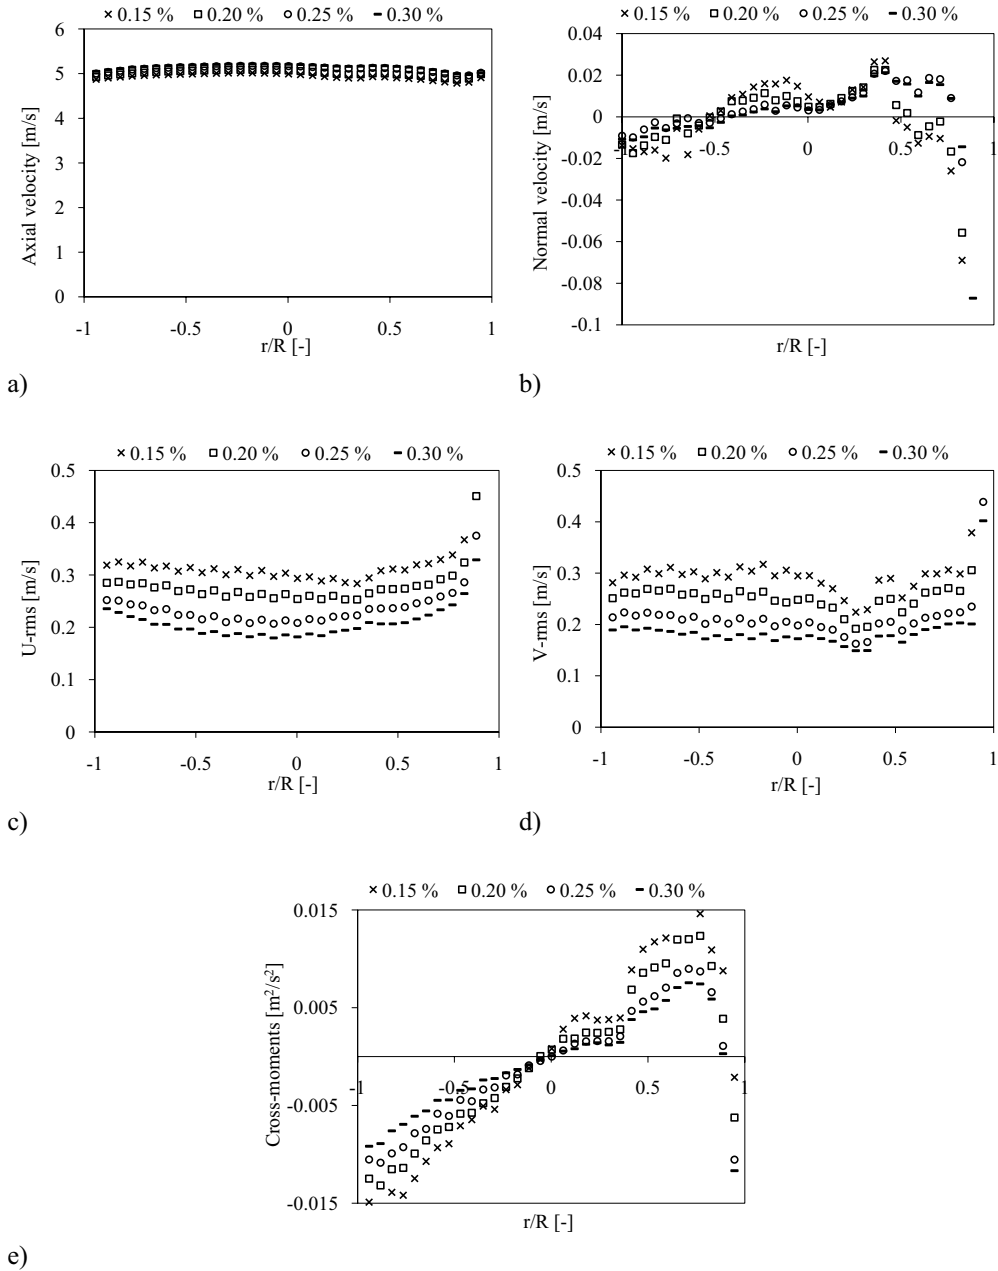 × 0.15 % □ 0.20 % ○ 0.25 % - 0.30 %
6
5
4
3
2
1
0
-1 -0.5 0 0.5 1
Axial velocity [m/s]
r/R [-]
a)
× 0.15 % □ 0.20 % ○ 0.25 % - 0.30 %
0.04
0.02
0
-0.02
-0.04
-0.06
-0.08
-0.1
-1 -0.5 0 0.5 1
Normal velocity [m/s]
r/R [-]
b)
× 0.15 % □ 0.20 % ○ 0.25 % - 0.30 %
0.5
0.4
0.3
0.2
0.1
0
-1 -0.5 0 0.5 1
U-rms [m/s]
r/R [-]
c)
× 0.15 % □ 0.20 % ○ 0.25 % - 0.30 %
0.5
0.4
0.3
0.2
0.1
0
-1 -0.5 0 0.5 1
V-rms [m/s]
r/R [-]
d)
× 0.15 % □ 0.20 % ○ 0.25 % - 0.30 %
0.015
0.005
-0.005
-0.015
-1 -0.5 0 0.5 1
Cross-moments [m²/s²]
r/R [-]
e)